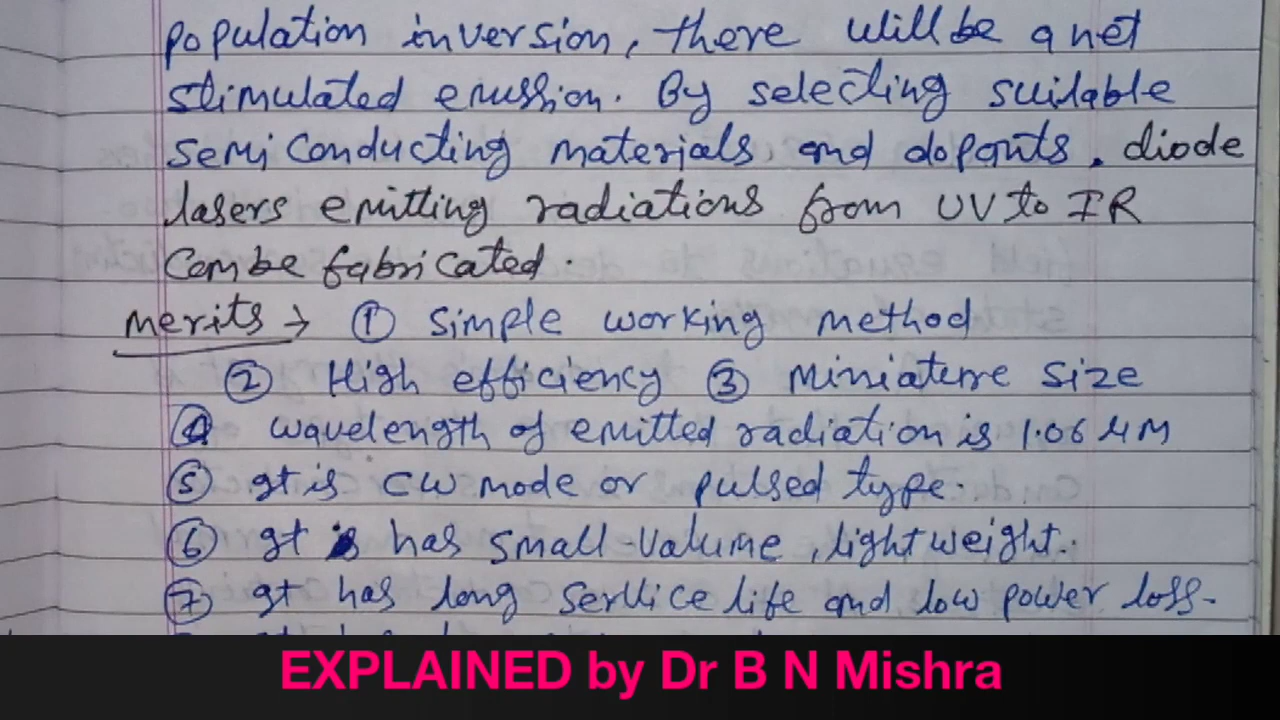 population inversion, there will be a net
stimulated emission. By selecting suitable
semi conducting materials and dopants, diode
lasers emitting radiations from UV to IR
can be fabricated.
Merits → ① Simple working method
② High efficiency ③ Miniature size
④ wavelength of emitted radiation is 1.06 μM
⑤ It is CW mode or pulsed type.
⑥ It has small-volume, light weight.
⑦ It has long service life and low power loss.
EXPLAINED by Dr B N Mishra